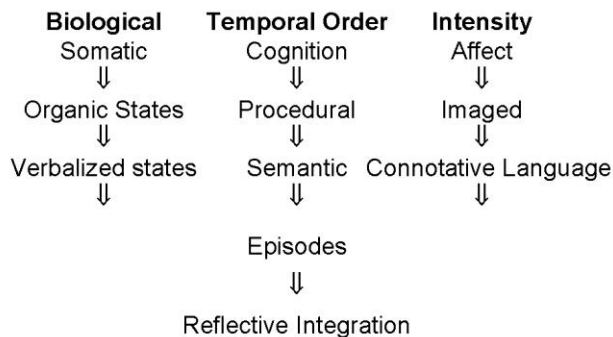 Biological Temporal Order Intensity
Somatic Cognition Affect
⇓ ⇓ ⇓
Organic States Procedural Imaged
⇓ ⇓ ⇓
Verbalized states Semantic Connotative Language
⇓ ⇓ ⇓
Episodes
⇓
Reflective Integration